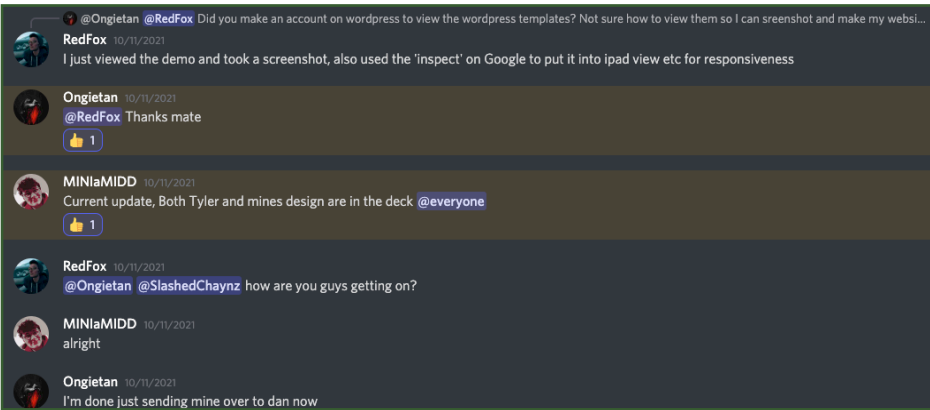 @Ongietan @RedFox Did you make an account on wordpress to view the wordpress templates? Not sure how to view them so I can sreenshot and make my websi...
RedFox 10/11/2021
I just viewed the demo and took a screenshot, also used the 'inspect' on Google to put it into ipad view etc for responsiveness
Ongietan 10/11/2021
@RedFox Thanks mate
👍 1
MINIaMIDD 10/11/2021
Current update, Both Tyler and mines design are in the deck @everyone
👍 1
RedFox 10/11/2021
@Ongietan @SlashedChaynz how are you guys getting on?
MINIaMIDD 10/11/2021
alright
Ongietan 10/11/2021
I'm done just sending mine over to dan now